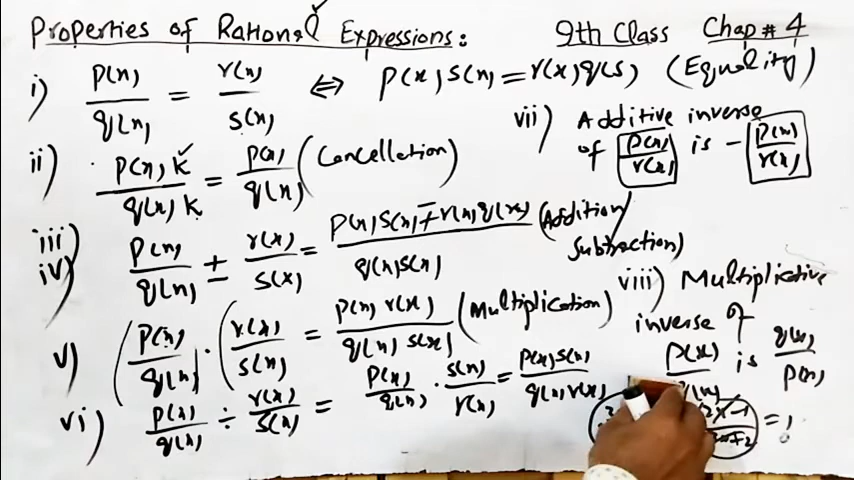 Properties of Rational Expressions: 9th Class Chap # 4
i) p(x)/q(x) = r(x)/s(x) ⇔ p(x) s(x) = r(x) q(s) (Equality)
ii) p(x) k/q(x) k = p(x)/q(x) (Cancellation)
iii)
iv) p(x)/q(x) ± r(x)/s(x) = p(x) s(x) ∓ r(x) q(x)/q(x) s(x) (Addition/
Subtraction)
v) (p(x)/q(x) · (r(x)/s(x) = p(x) r(x)/q(x) s(x) (Multiplication)
vi) p(x)/q(x) ÷ r(x)/s(x) = p(x)/q(x) · s(x)/r(x) = p(x) s(x)/q(x) r(x)
vii) Additive inverse
of p(x)/r(x) is - p(x)/r(x)
viii) Multiplicative
inverse of
p(x)/q(x) is q(x)/p(x)
= 1